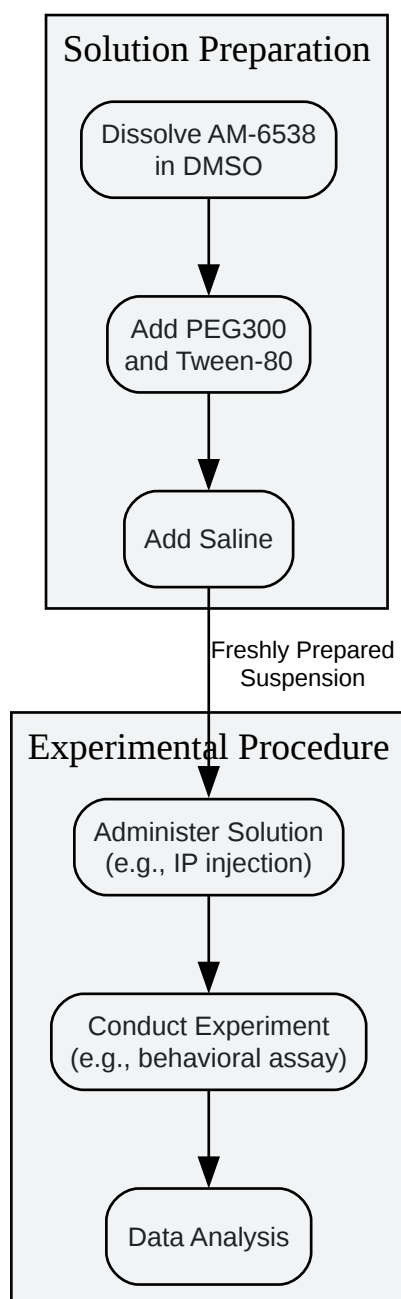 Solution Preparation
Dissolve AM-6538
in DMSO
Add PEG300
and Tween-80
Add Saline
Freshly Prepared
Suspension
Experimental Procedure
Administer Solution
(e.g., IP injection)
Conduct Experiment
(e.g., behavioral assay)
Data Analysis